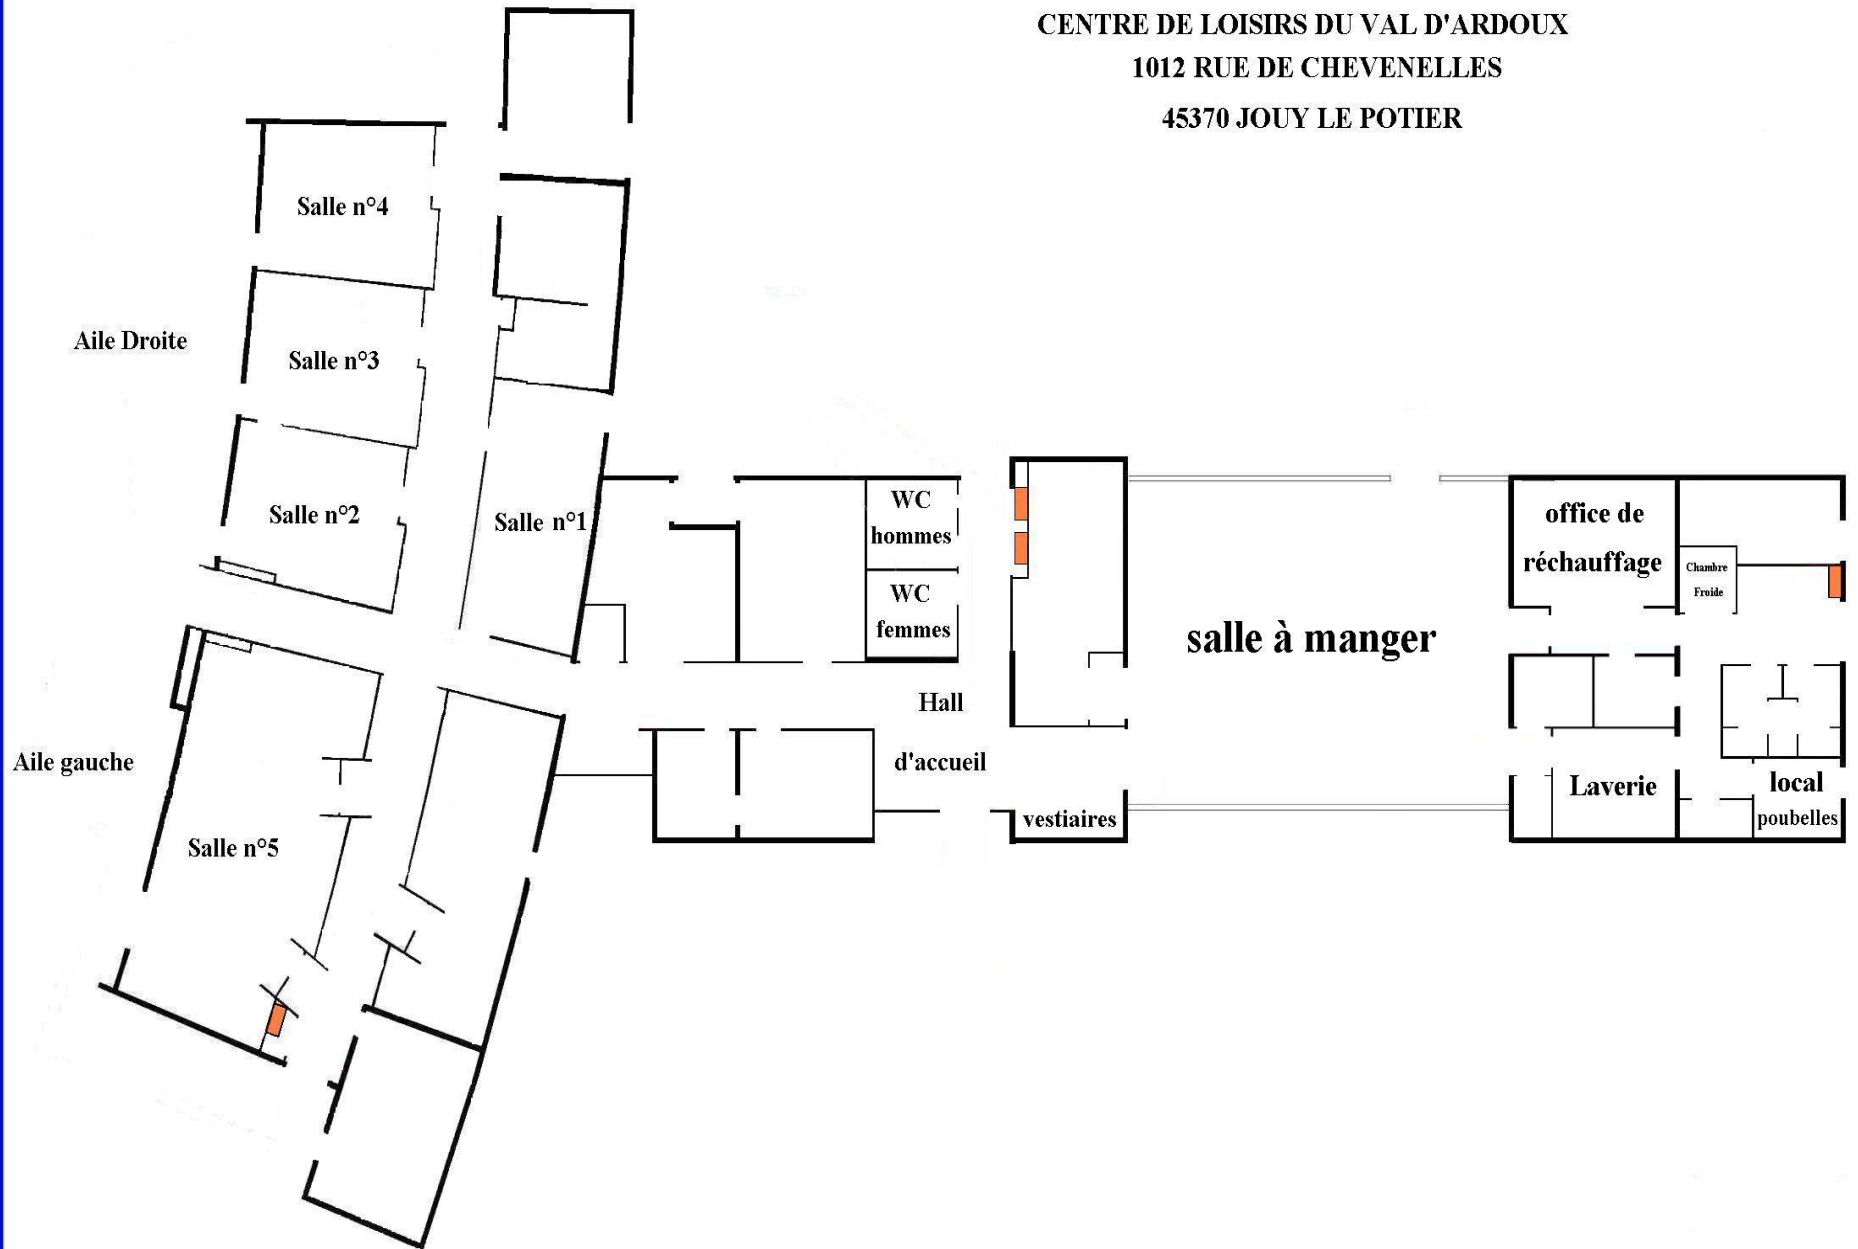 CENTRE DE LOISIRS DU VAL D'ARDOUX
1012 RUE DE CHEVENELLES
45370 JOUY LE POTIER
Salle n°4
Aile Droite
Salle n°3
Salle n°2
Salle n°1
WC
hommes
WC
femmes
office de
réchauffage
Chambre
Froide
salle à manger
Hall
d'accueil
Aile gauche
vestiaires
Laverie
local
poubelles
Salle n°5